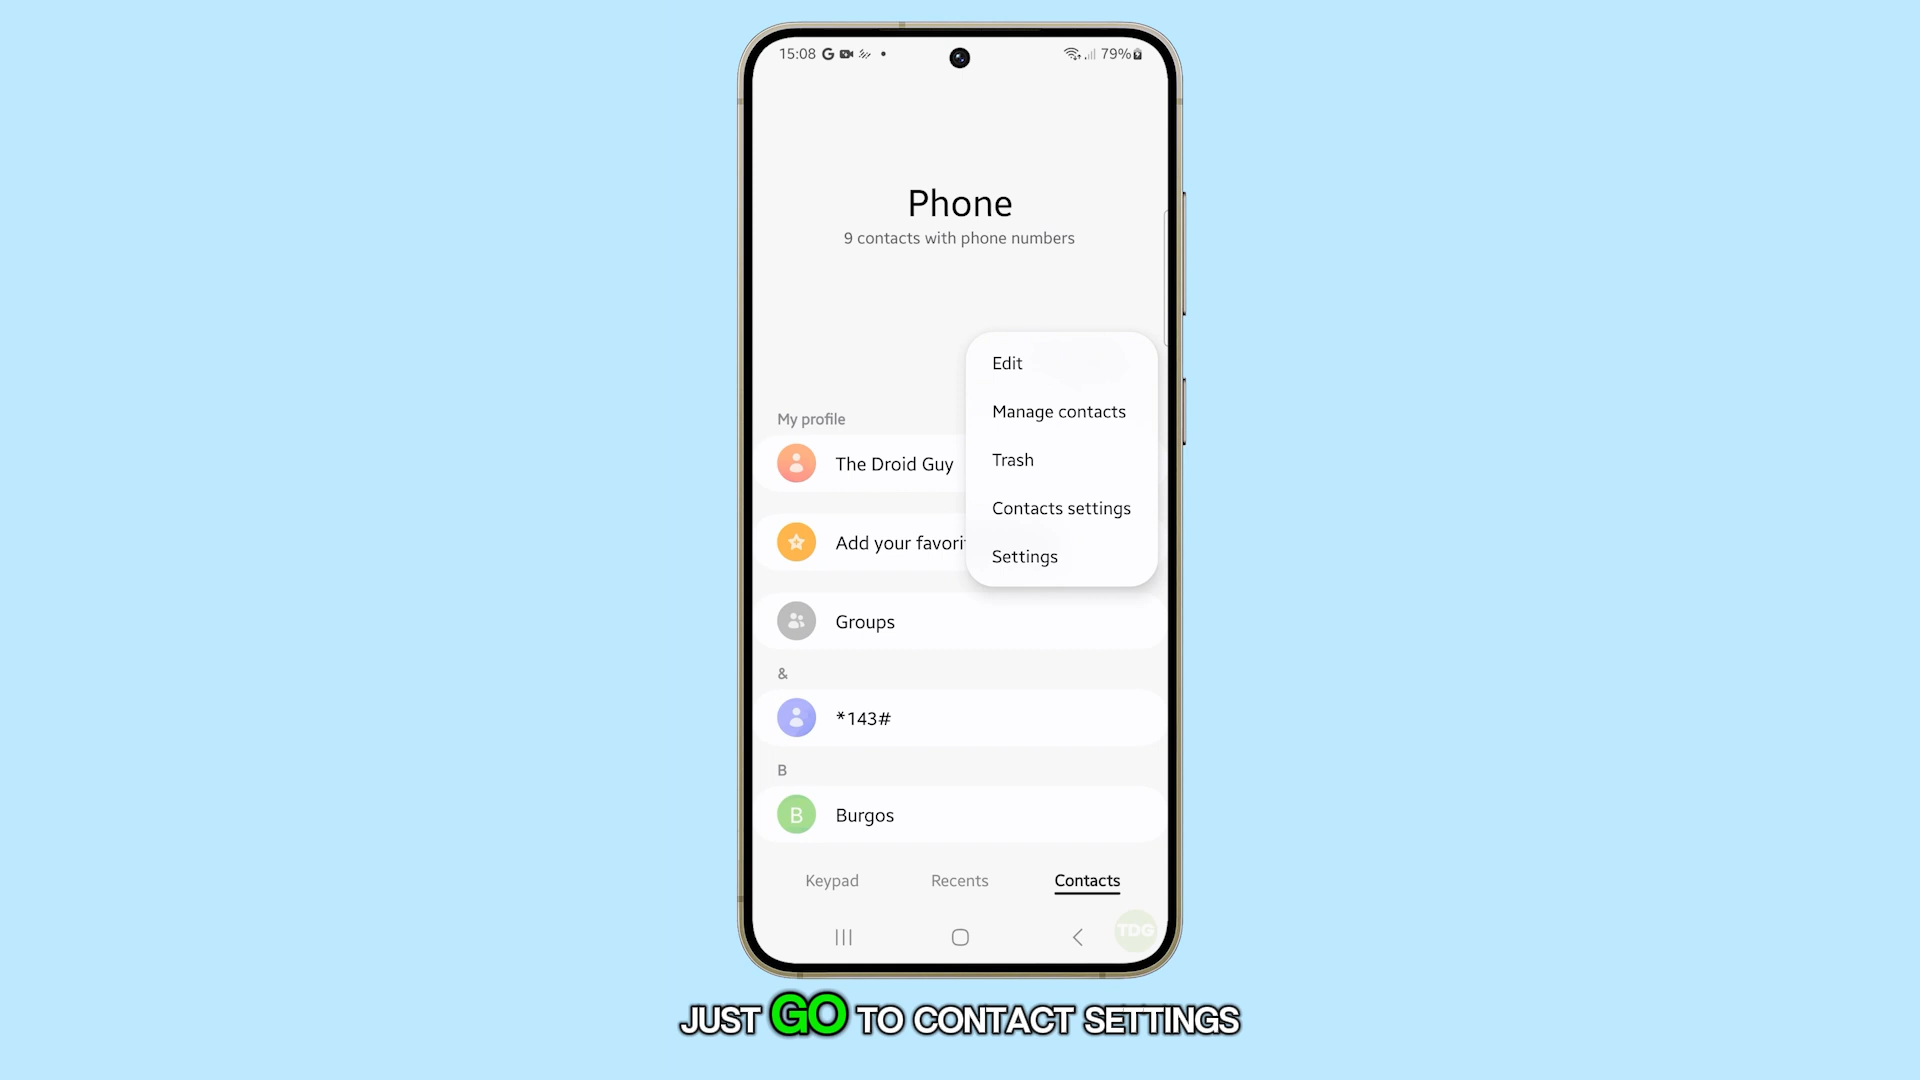 15:08
79%
Phone
9 contacts with phone numbers
Edit
Manage contacts
Trash
Contacts settings
Settings
My profile
The Droid Guy
Add your favori
Groups
&
*143#
B
B
Burgos
Keypad
Recents
Contacts
TDG
JUST GO TO CONTACT SETTINGS